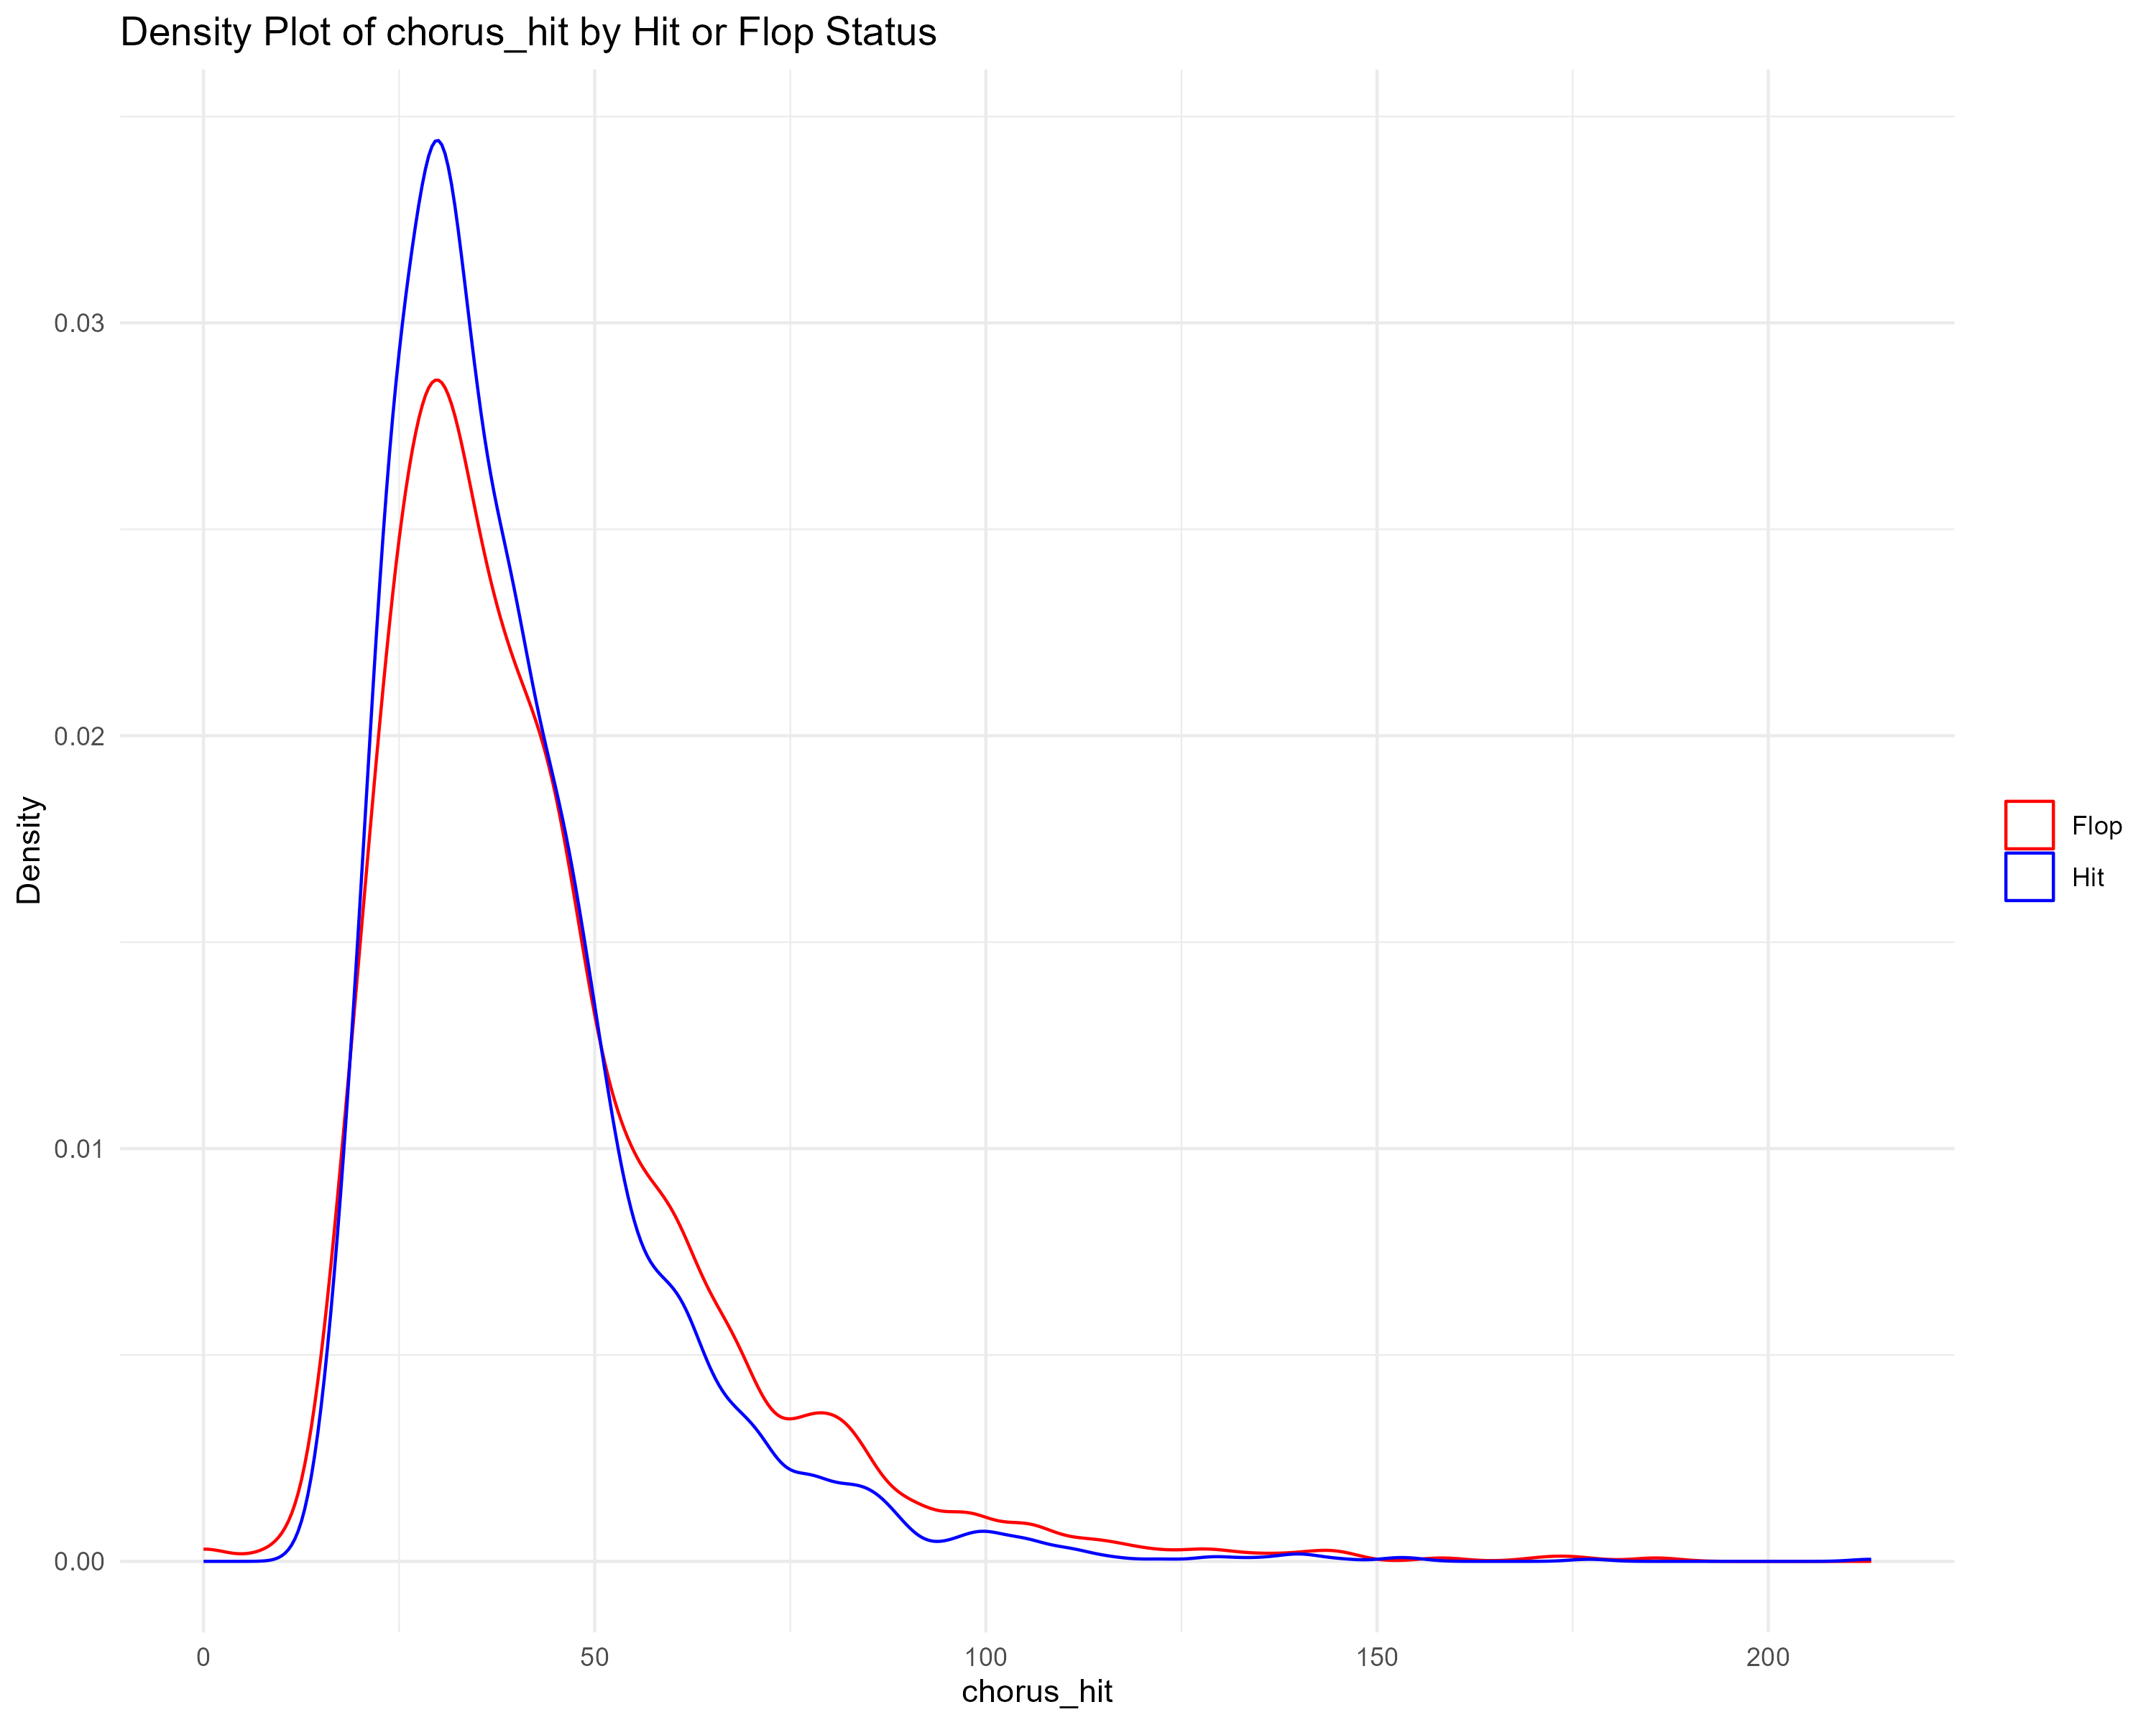 Density Plot of chorus_hit by Hit or Flop Status
0.03
0.02
0.01
0.00
Density
0
50
100
150
200
chorus_hit
Flop
Hit